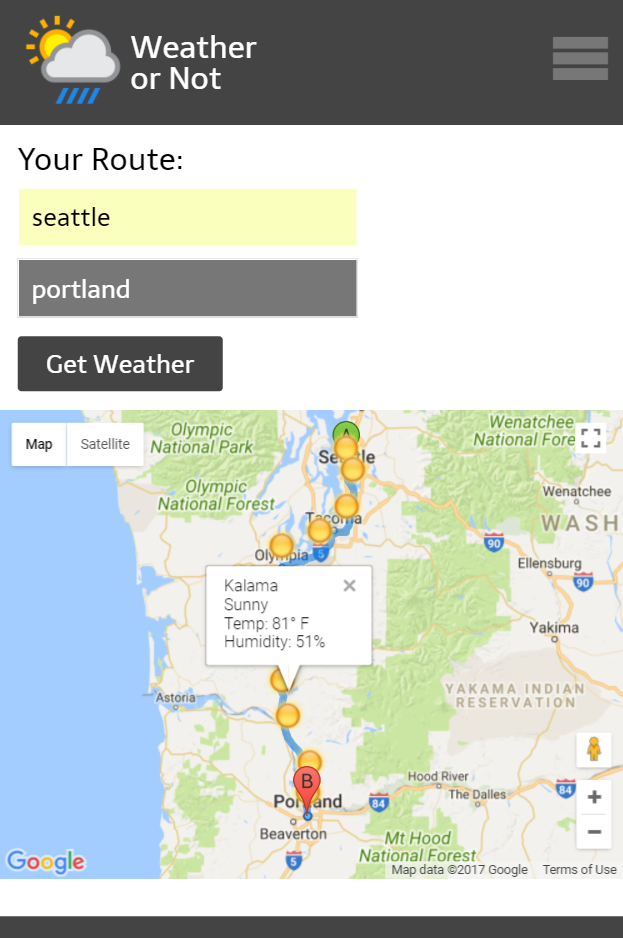 Weather
or Not
Your Route:
seattle
portland
Get Weather
Map
Satellite
Olympic
National Park
A
Wenatchee
National Fore
Olympic
National Forest
Wenatchee
Tacoma
WASH
90
Olympia
5
Ellensburg
90
Kalama
Sunny
Temp: 81° F
Humidity: 51%
Yakima
YAKAMA INDIAN
RESERVATION
Astoria
B
Hood River
84
The Dalles
84
Portland
Beaverton
5
Mt Hood
National Forest
Google
Map data ©2017 Google
Terms of Use